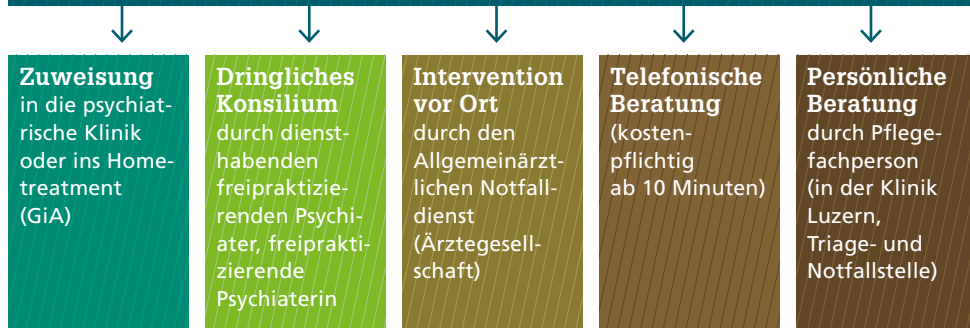 Zuweisung
in die psychiat-
rische Klinik
oder ins Home-
treatment
(GiA)
Dringliches
Konsilium
durch dienst-
habenden
freipraktizie-
renden Psychi-
ater, freiprakti-
zierende
Psychiaterin
Intervention
vor Ort
durch den
Allgemeinärzt-
lichen Notfall-
dienst
(Ärztegesell-
schaft)
Telefonische
Beratung
(kosten-
pflichtig
ab 10 Minuten)
Persönliche
Beratung
durch Pflege-
fachperson
(in der Klinik
Luzern,
Triage- und
Notfallstelle)